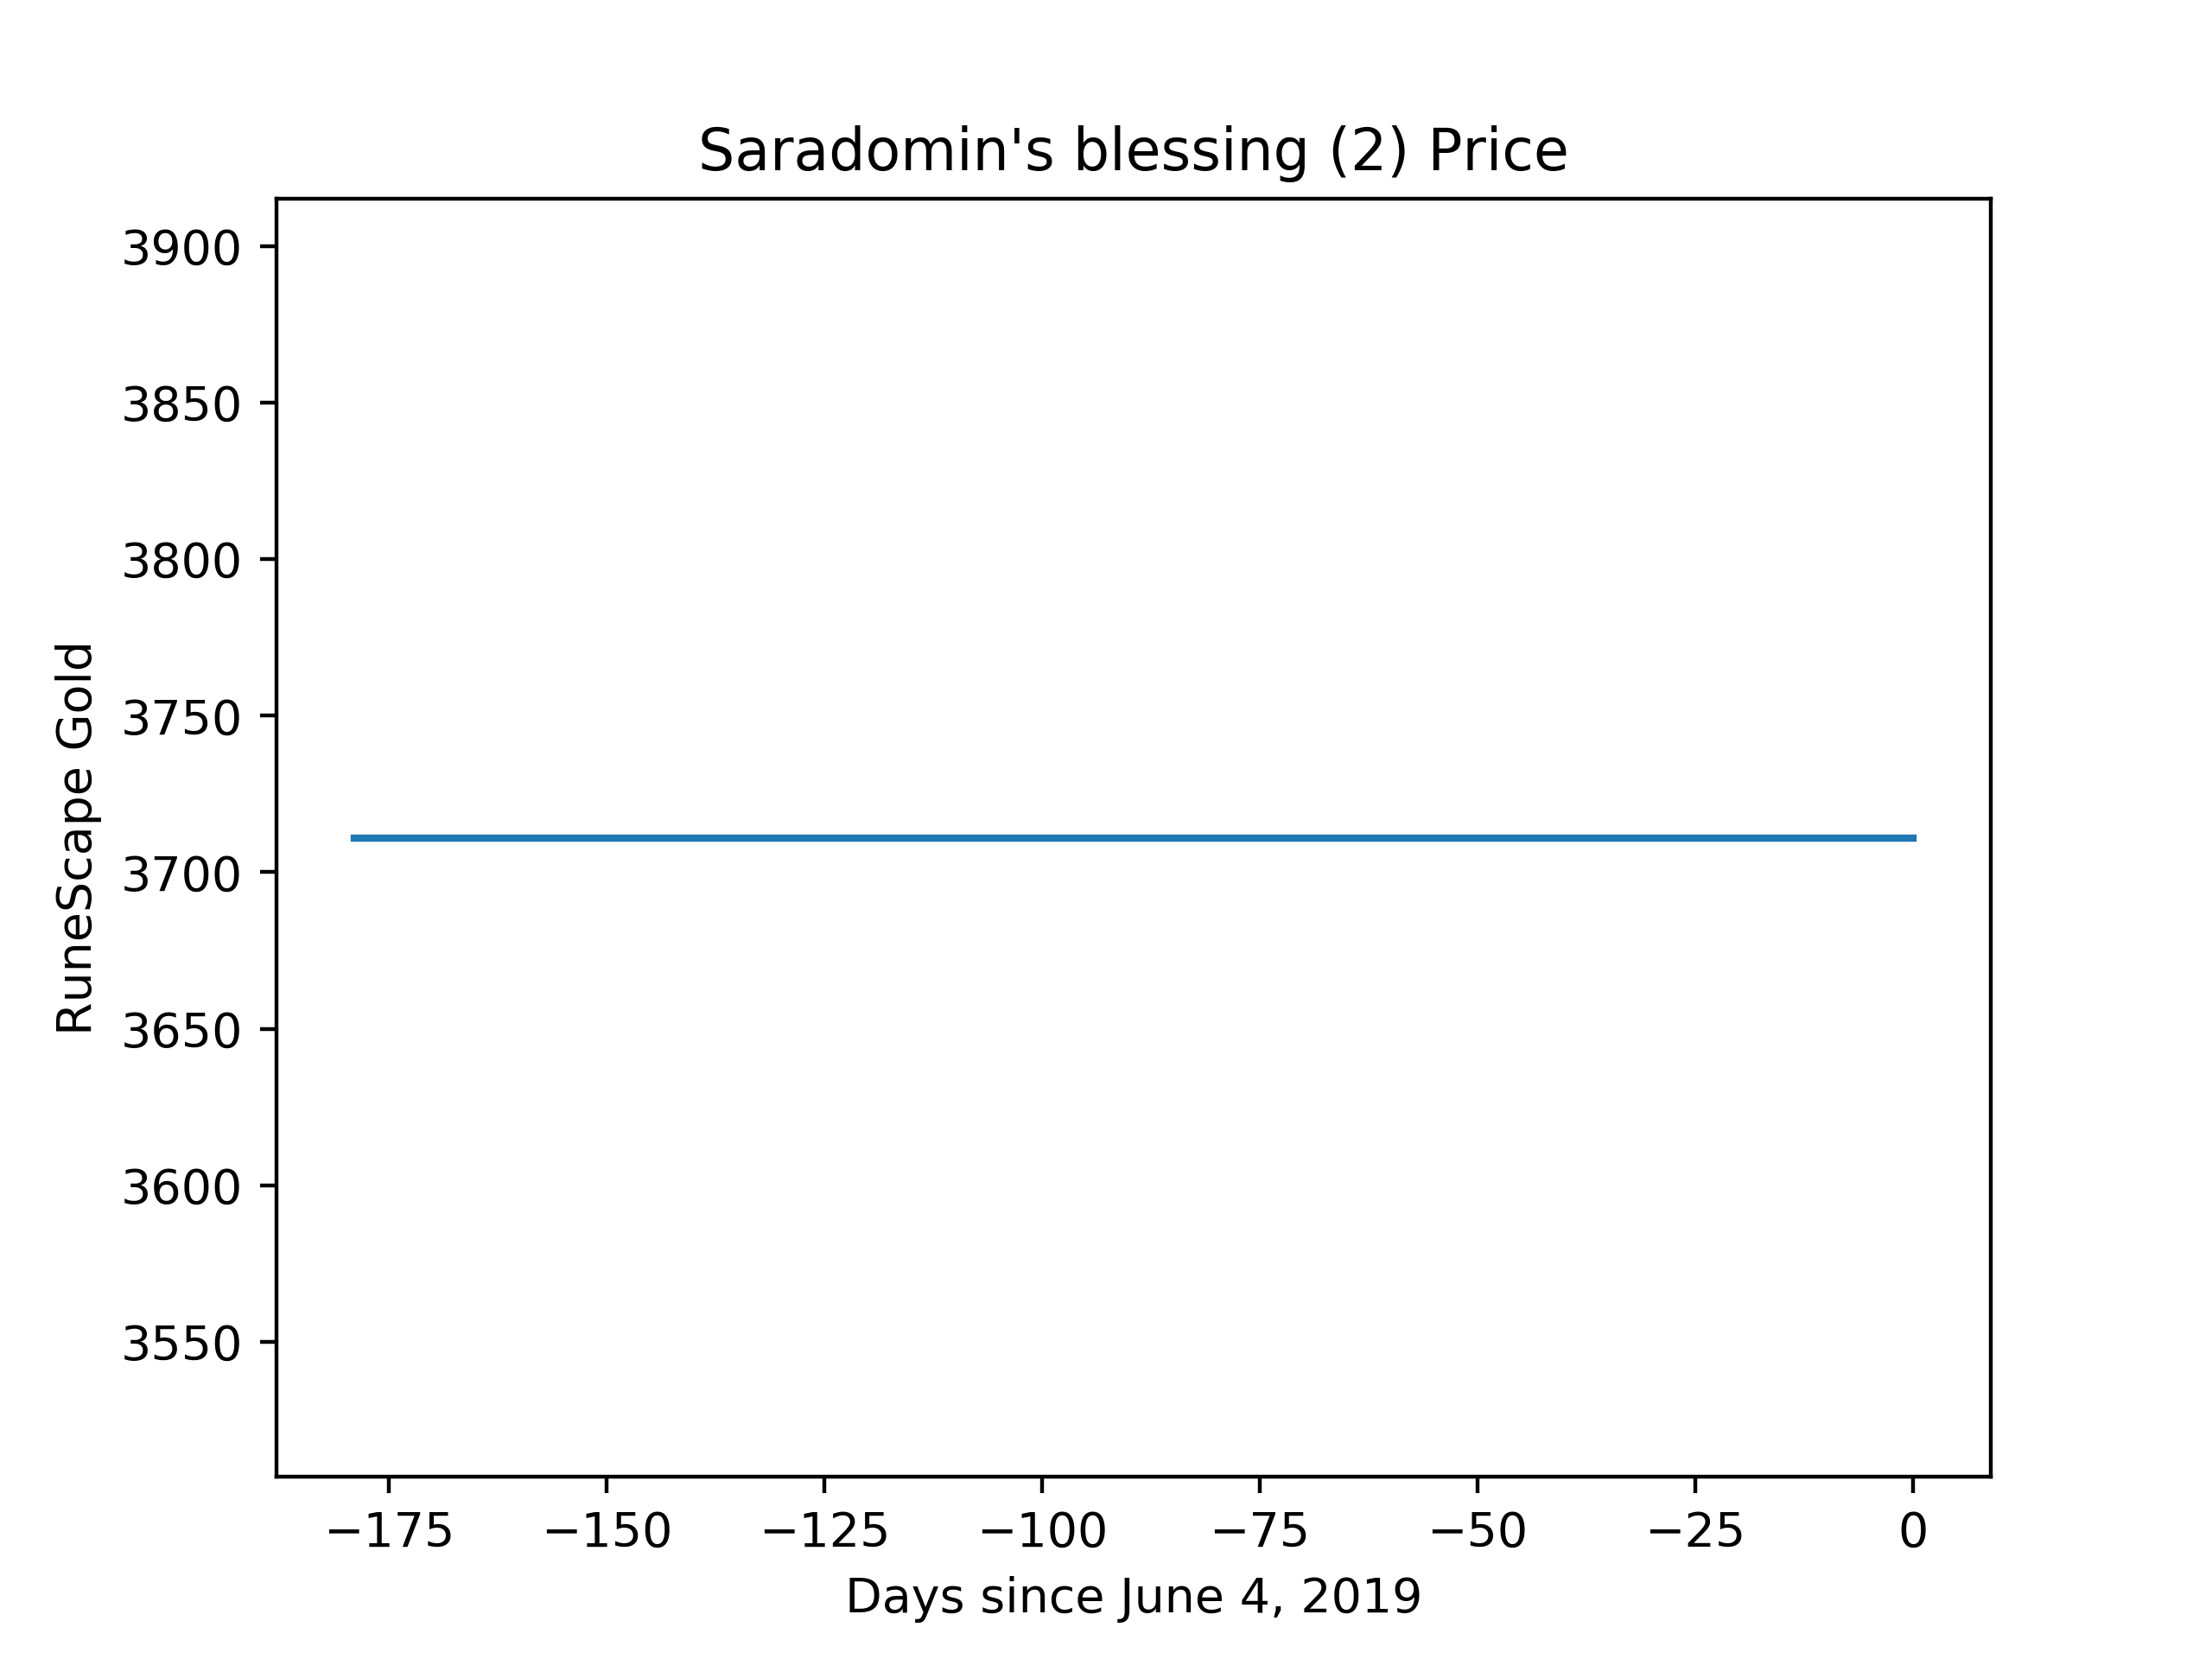 Saradomin's blessing (2) Price
3900
3850
3800
3750
3700
3650
3600
3550
RuneScape Gold
−175 −150 −125 −100 −75 −50 −25 0
Days since June 4, 2019